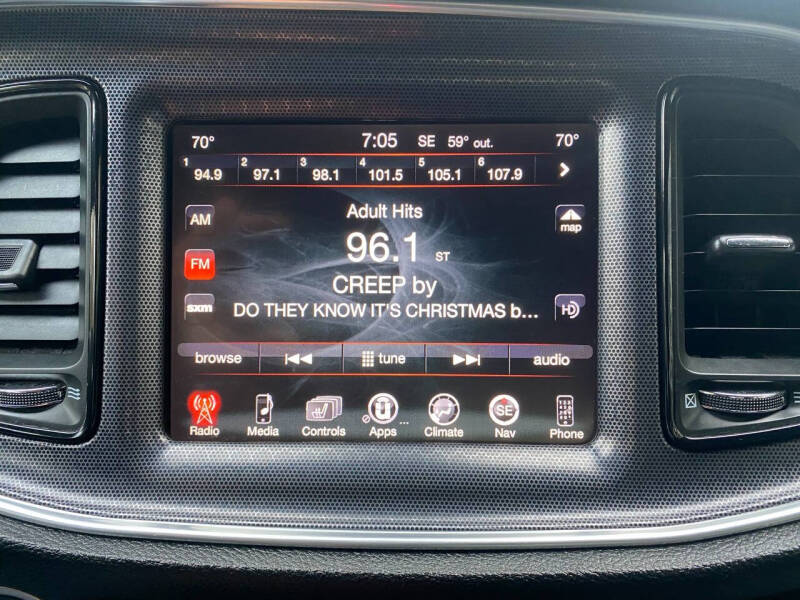 70° 7:05 SE 59° out. 70°
1 94.9 2 97.1 3 98.1 4 101.5 5 105.1 6 107.9
Adult Hits
AM 96.1 ST map
FM CREEP by
sxm DO THEY KNOW IT'S CHRISTMAS b... HD
browse tune audio
SE
Radio Media Controls Apps ... Climate Nav Phone